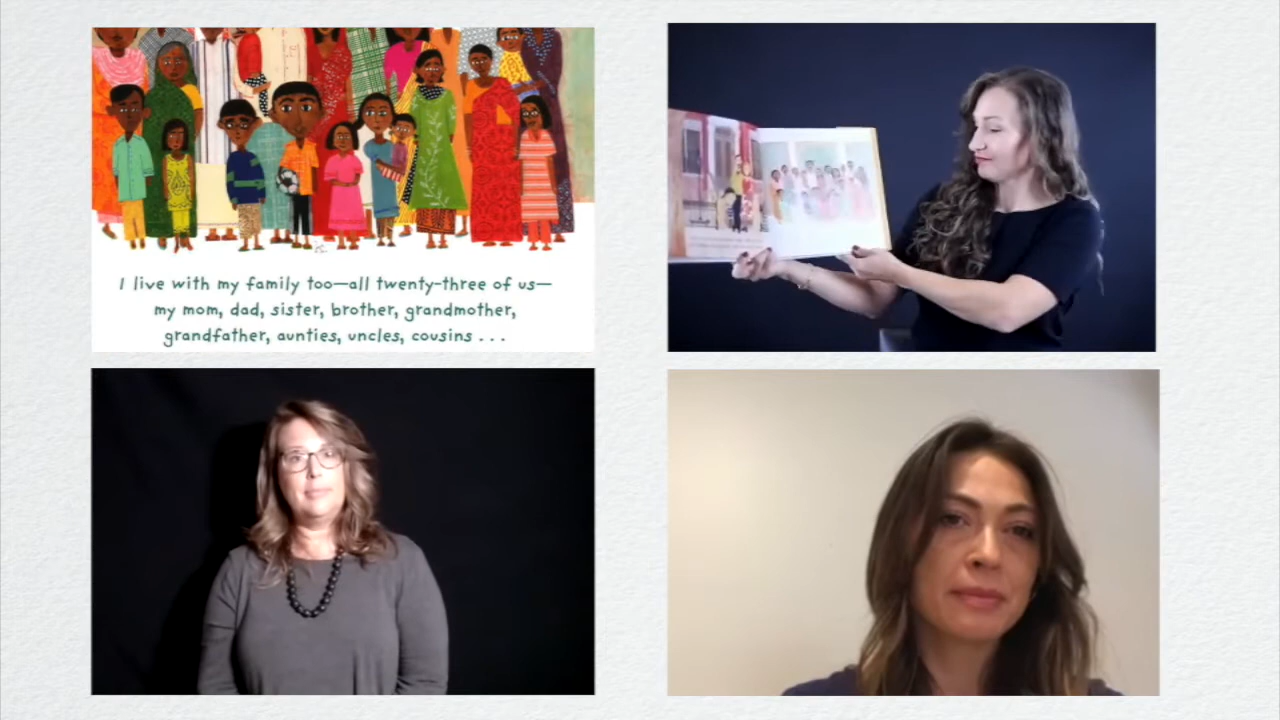 I live with my family too—all twenty-three of us—
my mom, dad, sister, brother, grandmother,
grandfather, aunties, uncles, cousins . . .